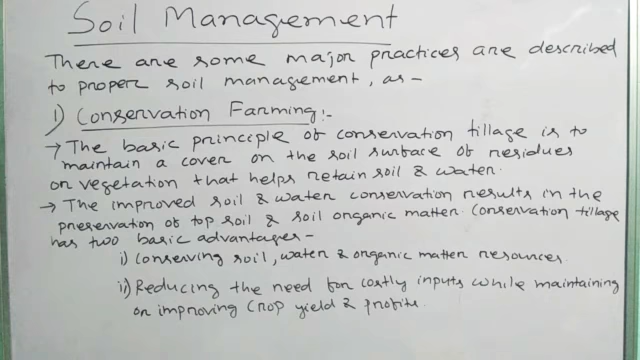 Soil Management
There are some major practices are described
to proper soil management, as -
1) Conservation Farming:-
→ The basic principle of conservation tillage is to
maintain a cover on the soil surface of residues
or vegetation that helps retain soil & water.
→ The improved soil & water conservation results in the
preservation of top soil & soil organic matter. Conservation tillage
has two basic advantages -
i) Conserving soil, water & organic matter resources.
ii) Reducing the need for costly inputs while maintaining
or improving crop yield & profits.